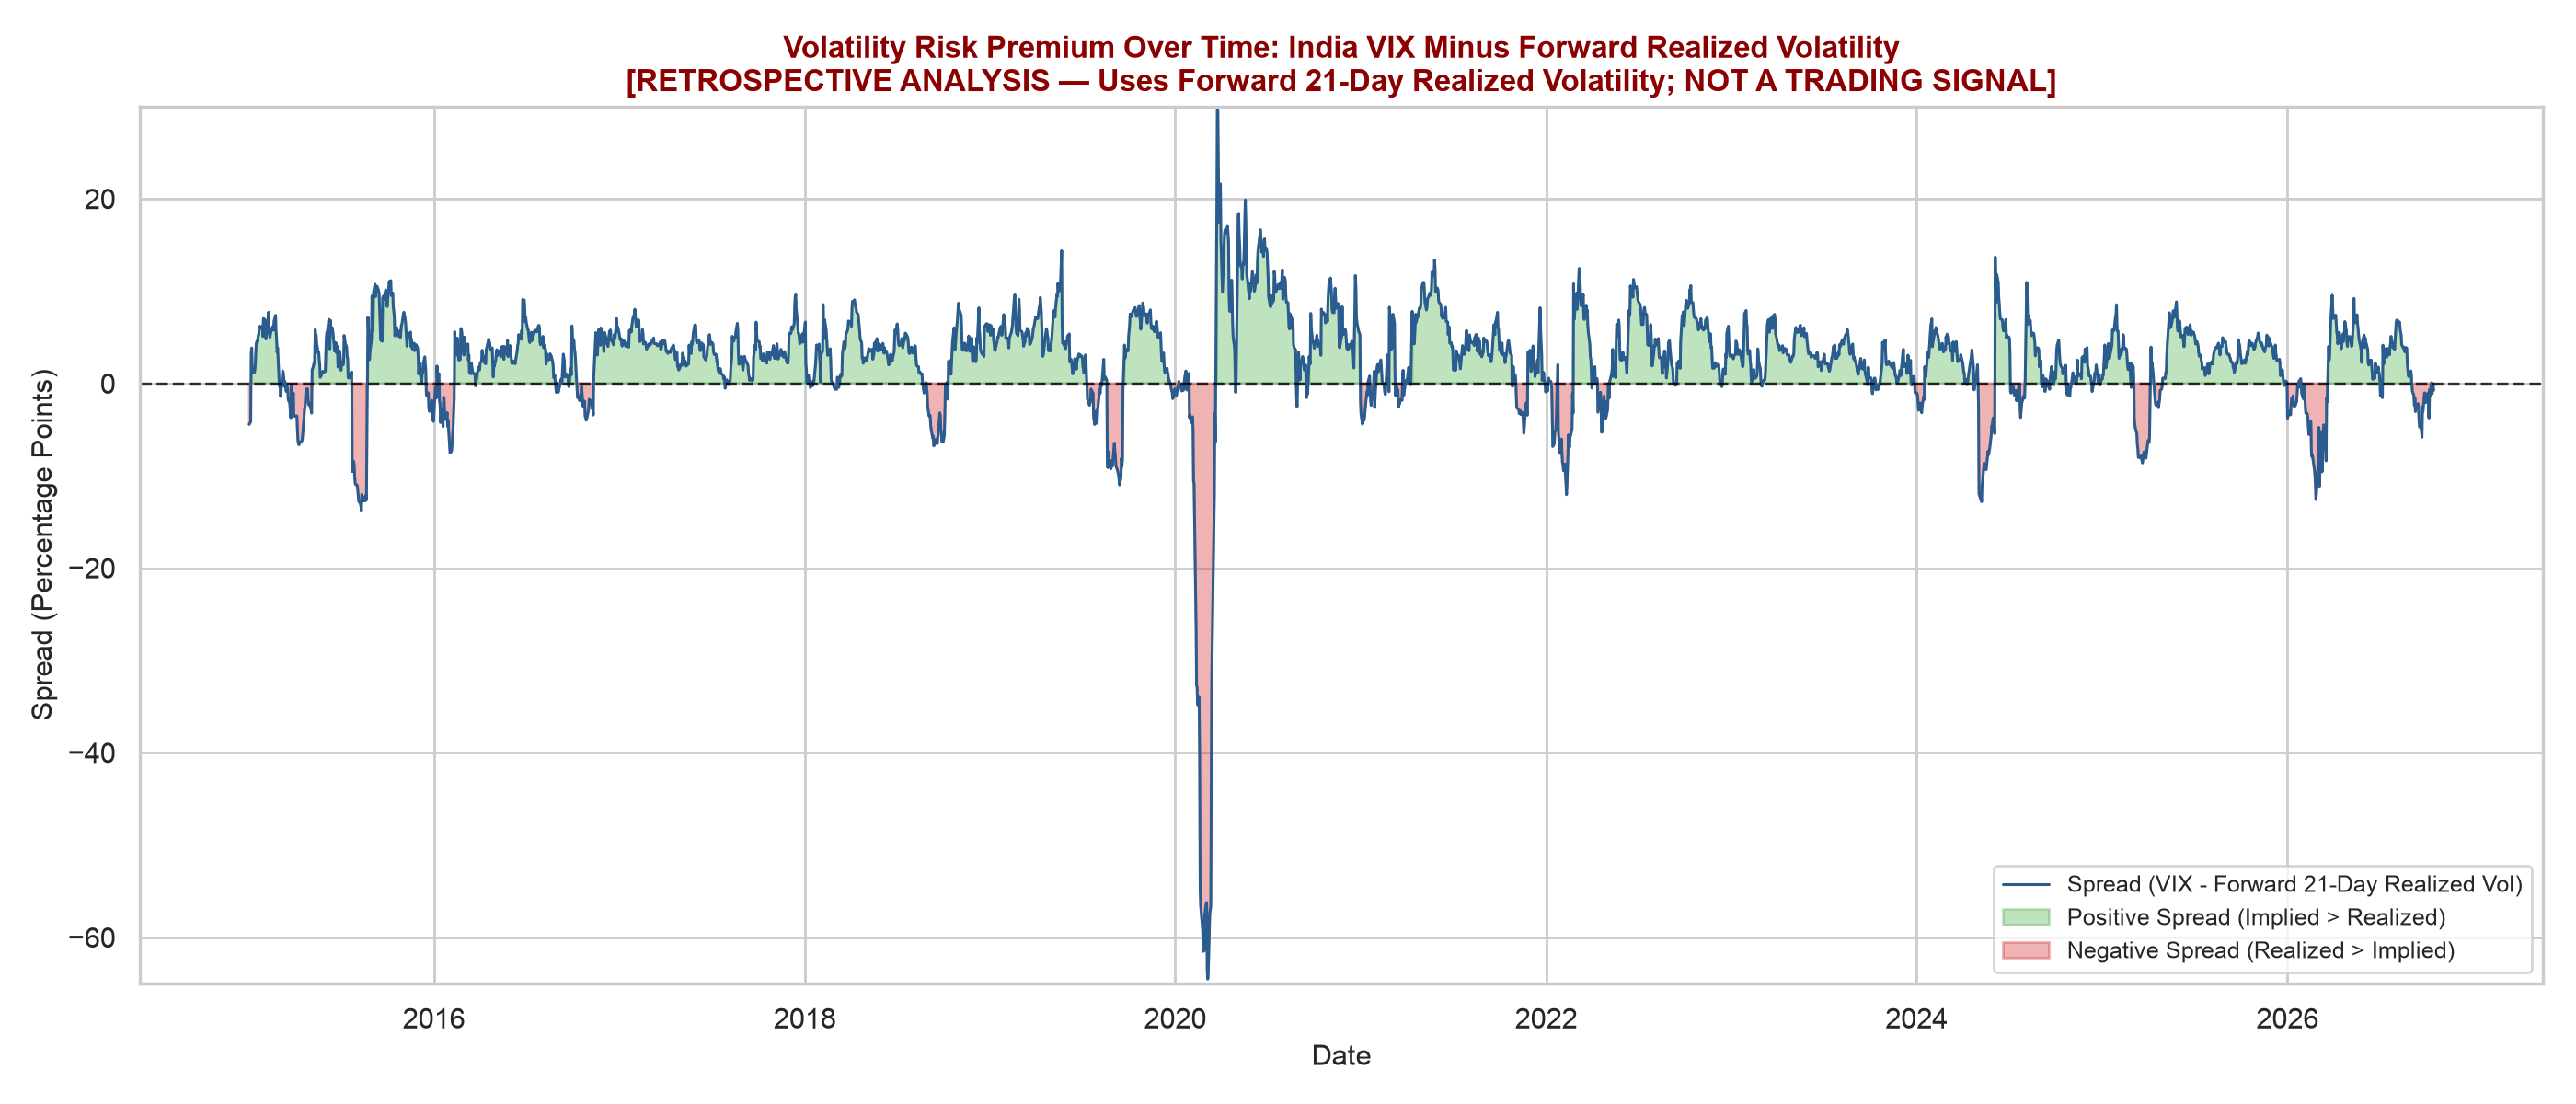 Volatility Risk Premium Over Time: India VIX Minus Forward Realized Volatility
[RETROSPECTIVE ANALYSIS — Uses Forward 21-Day Realized Volatility; NOT A TRADING SIGNAL]
Spread (Percentage Points)
20
0
−20
−40
−60
Spread (VIX - Forward 21-Day Realized Vol)
Positive Spread (Implied > Realized)
Negative Spread (Realized > Implied)
2016 2018 2020 2022 2024 2026
Date